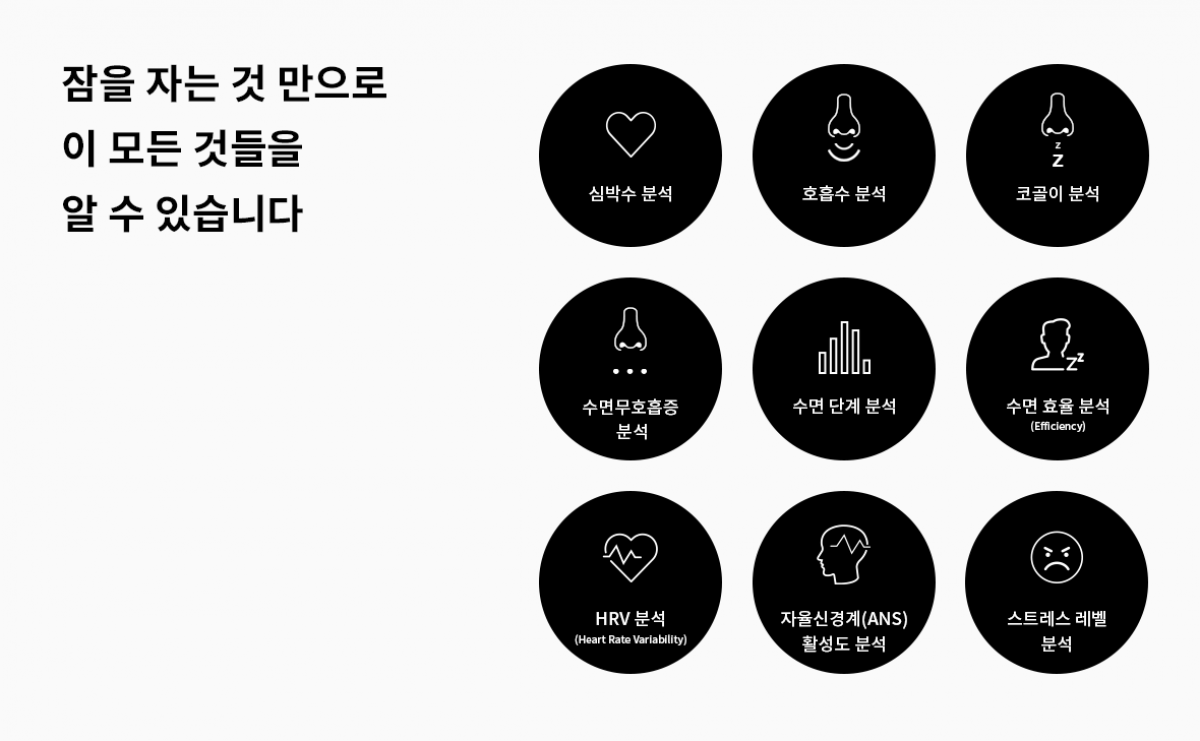 잠을 자는 것 만으로
이 모든 것들을
알 수 있습니다
심박수 분석
호흡수 분석
z
z
코골이 분석
수면무호흡증
분석
수면 단계 분석
zz
수면 효율 분석
(Efficiency)
HRV 분석
(Heart Rate Variability)
자율신경계(ANS)
활성도 분석
스트레스 레벨
분석